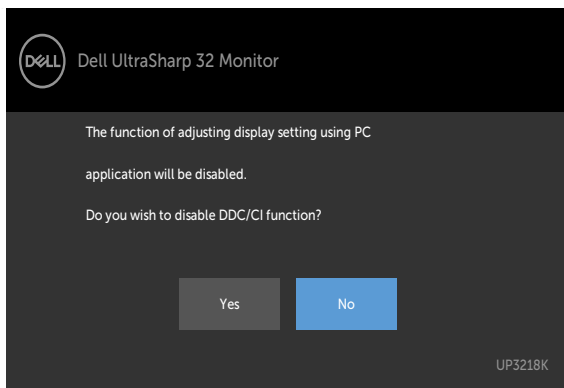 DELL
Dell UltraSharp 32 Monitor
The function of adjusting display setting using PC
application will be disabled.
Do you wish to disable DDC/CI function?
Yes
No
UP3218K